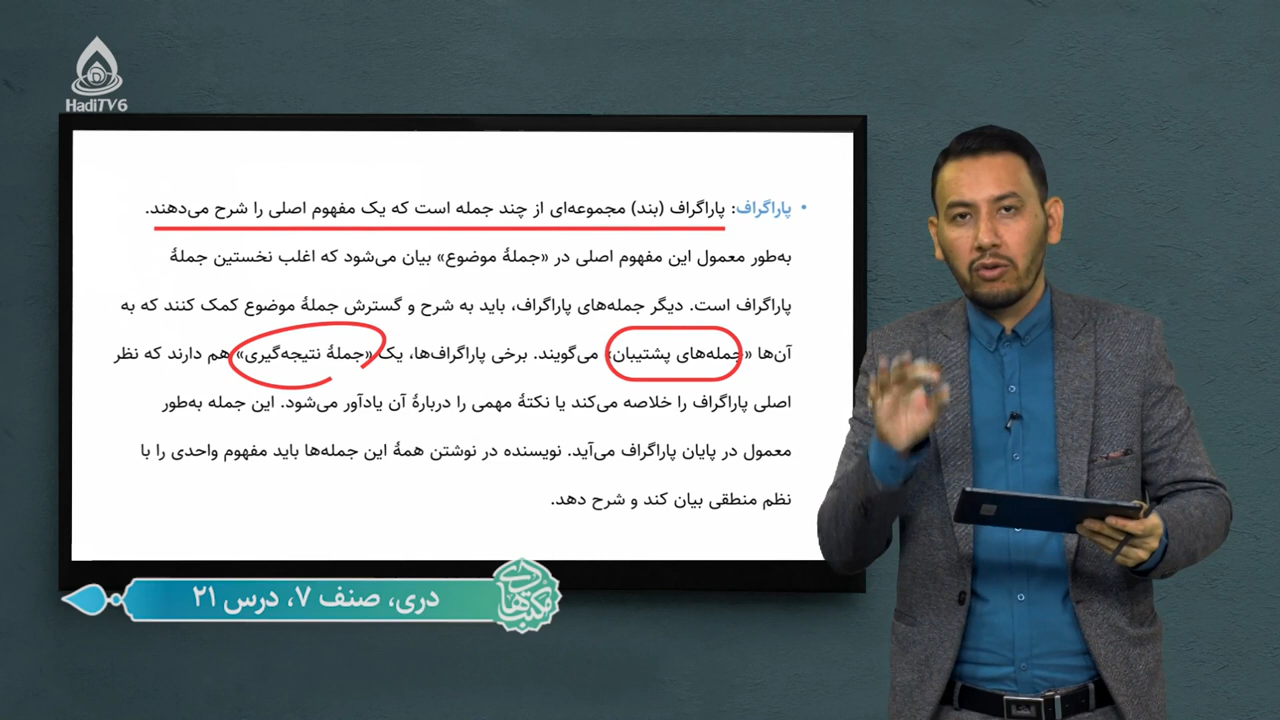 HadiTV6
• پاراگراف: پاراگراف (بند) مجموعه‌ای از چند جمله است که یک مفهوم اصلی را شرح می‌دهند.
به‌طور معمول این مفهوم اصلی در «جملهٔ موضوع» بیان می‌شود که اغلب نخستین جملهٔ
پاراگراف است. دیگر جمله‌های پاراگراف، باید به شرح و گسترش جملهٔ موضوع کمک کنند که به
آن‌ها «جمله‌های پشتیبان» می‌گویند. برخی پاراگراف‌ها، یک «جملهٔ نتیجه‌گیری» هم دارند که نظر
اصلی پاراگراف را خلاصه می‌کند یا نکتهٔ مهمی را دربارهٔ آن یادآور می‌شود. این جمله به‌طور
معمول در پایان پاراگراف می‌آید. نویسنده در نوشتن همهٔ این جمله‌ها باید مفهوم واحدی را با
نظم منطقی بیان کند و شرح دهد.
مکتب هادی
دری، صنف ۷، درس ۲۱